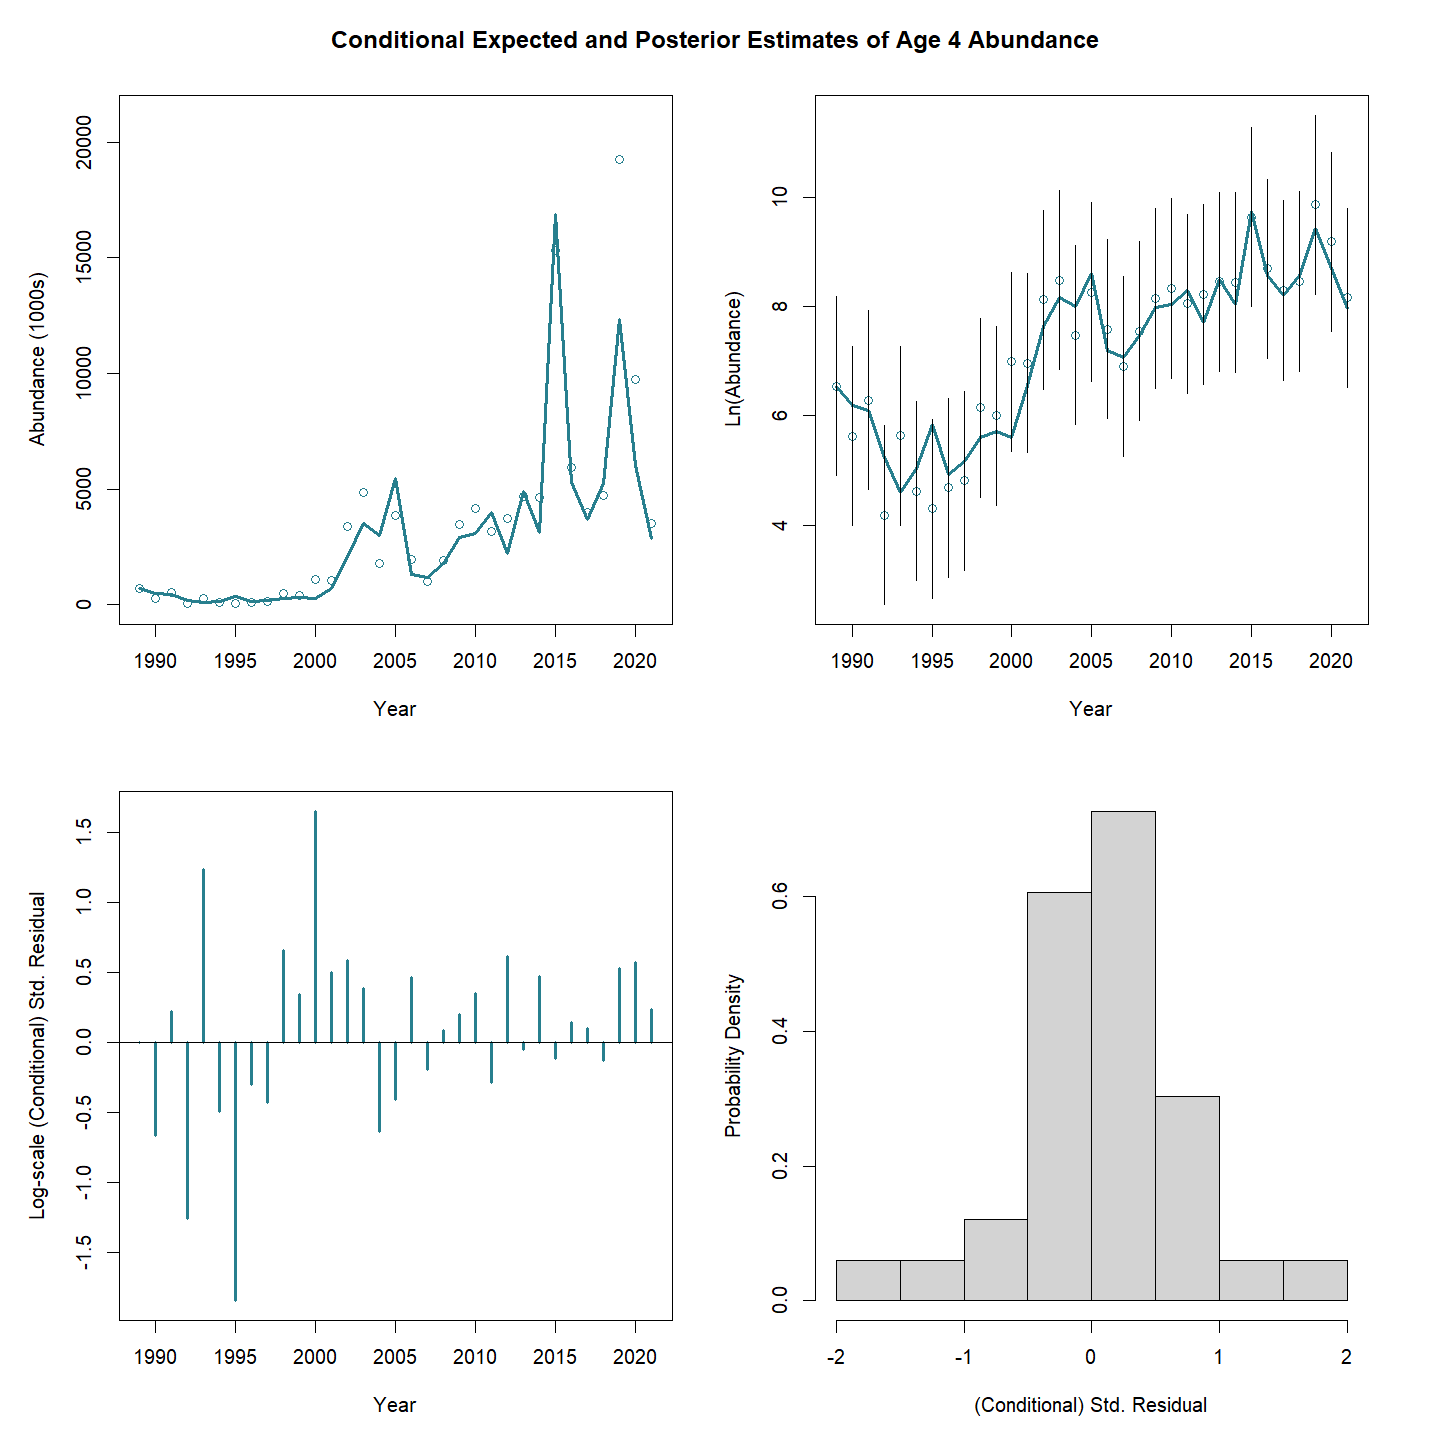 Conditional Expected and Posterior Estimates of Age 4 Abundance
Abundance (1000s)
20000
15000
10000
5000
0
1990 1995 2000 2005 2010 2015 2020
Year
Ln(Abundance)
10
8
6
4
1990 1995 2000 2005 2010 2015 2020
Year
Log-scale (Conditional) Std. Residual
1.5
1.0
0.5
0.0
-0.5
-1.0
-1.5
1990 1995 2000 2005 2010 2015 2020
Year
Probability Density
0.6
0.4
0.2
0.0
-2 -1 0 1 2
(Conditional) Std. Residual